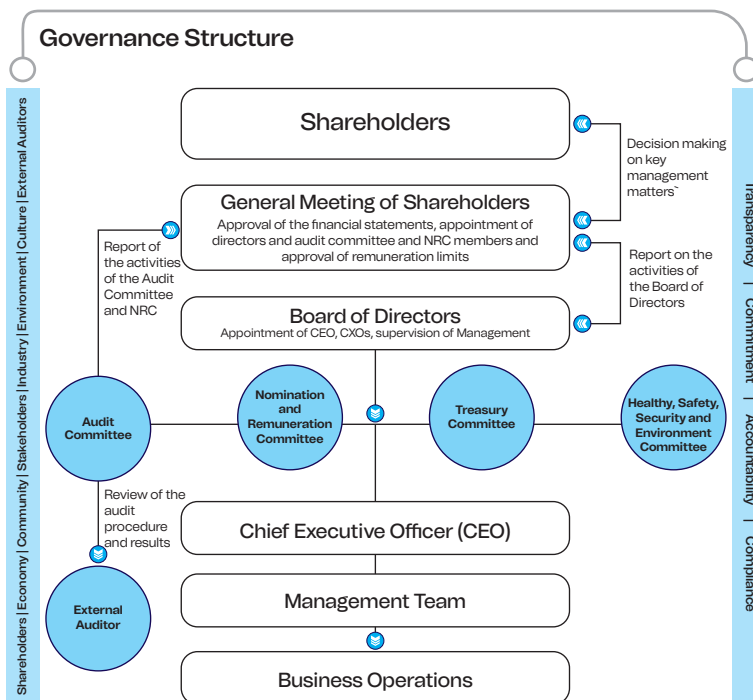 Governance Structure
Shareholders
Decision making
on key
management
matters˜
General Meeting of Shareholders
Approval of the financial statements, appointment of
directors and audit committee and NRC members and
approval of remuneration limits
Report of
the activities
of the Audit
Committee
and NRC
Report on the
activities of
the Board of
Directors
Board of Directors
Appointment of CEO, CXOs, supervision of Management
Audit
Committee
Nomination
and
Remuneration
Committee
Treasury
Committee
Healthy, Safety,
Security and
Environment
Committee
Review of the
audit
procedure
and results
Chief Executive Officer (CEO)
External
Auditor
Management Team
Business Operations
Shareholders | Economy | Community | Stakeholders | Industry | Environment | Culture | External Auditors
Transparency | Commitment | Accountability | Compliance